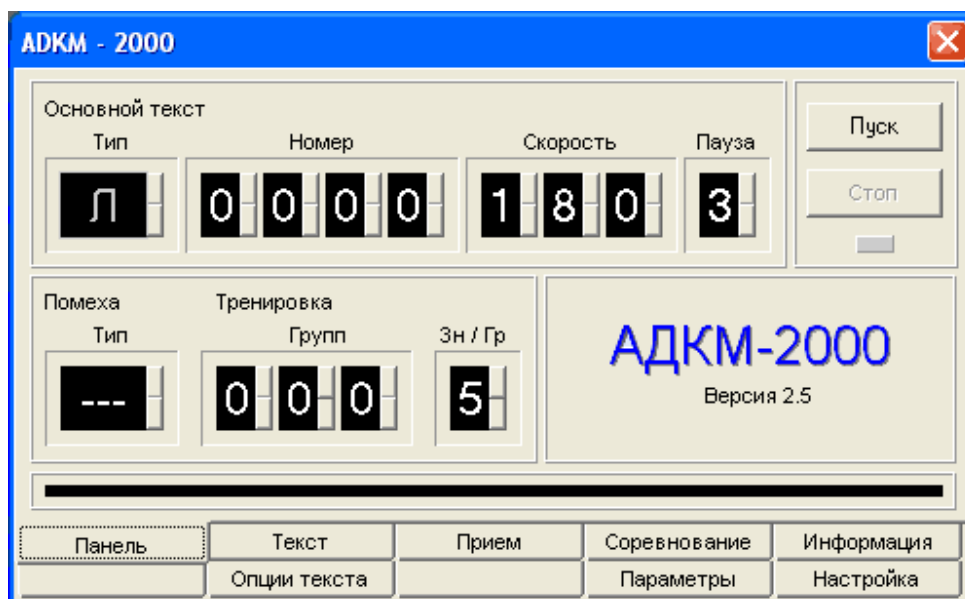 ADKM - 2000
Основной текст
Тип Номер Скорость Пауза
Л 0 0 0 0 1 8 0 3
Пуск
Стоп
Помеха Тренировка
Тип Групп Зн / Гр
--- 0 0 0 5
АДКМ-2000
Версия 2.5
Панель Текст Прием Соревнование Информация
Опции текста Параметры Настройка